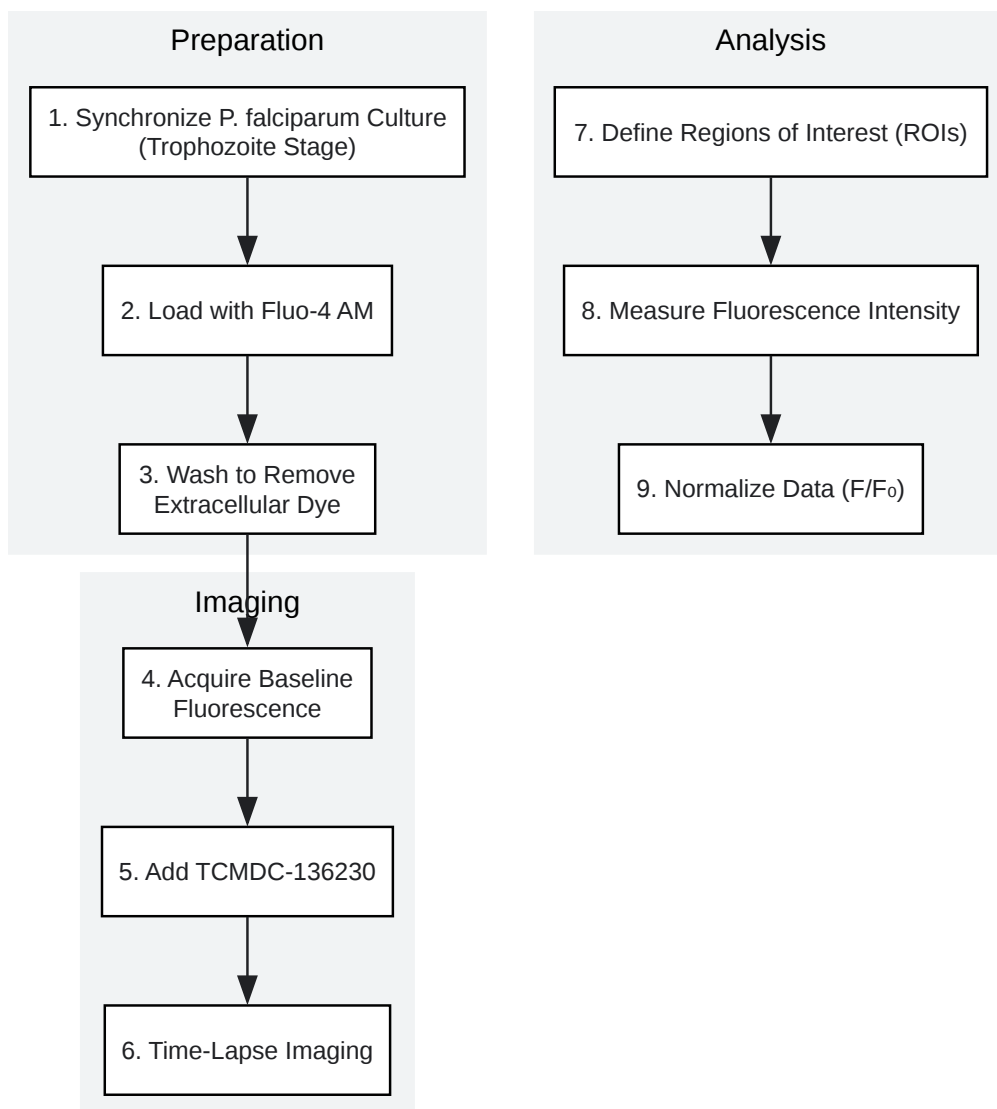 Preparation
1. Synchronize P. falciparum Culture
(Trophozoite Stage)
2. Load with Fluo-4 AM
3. Wash to Remove
Extracellular Dye
Imaging
4. Acquire Baseline
Fluorescence
5. Add TCMDC-136230
6. Time-Lapse Imaging
Analysis
7. Define Regions of Interest (ROIs)
8. Measure Fluorescence Intensity
9. Normalize Data (F/F₀)